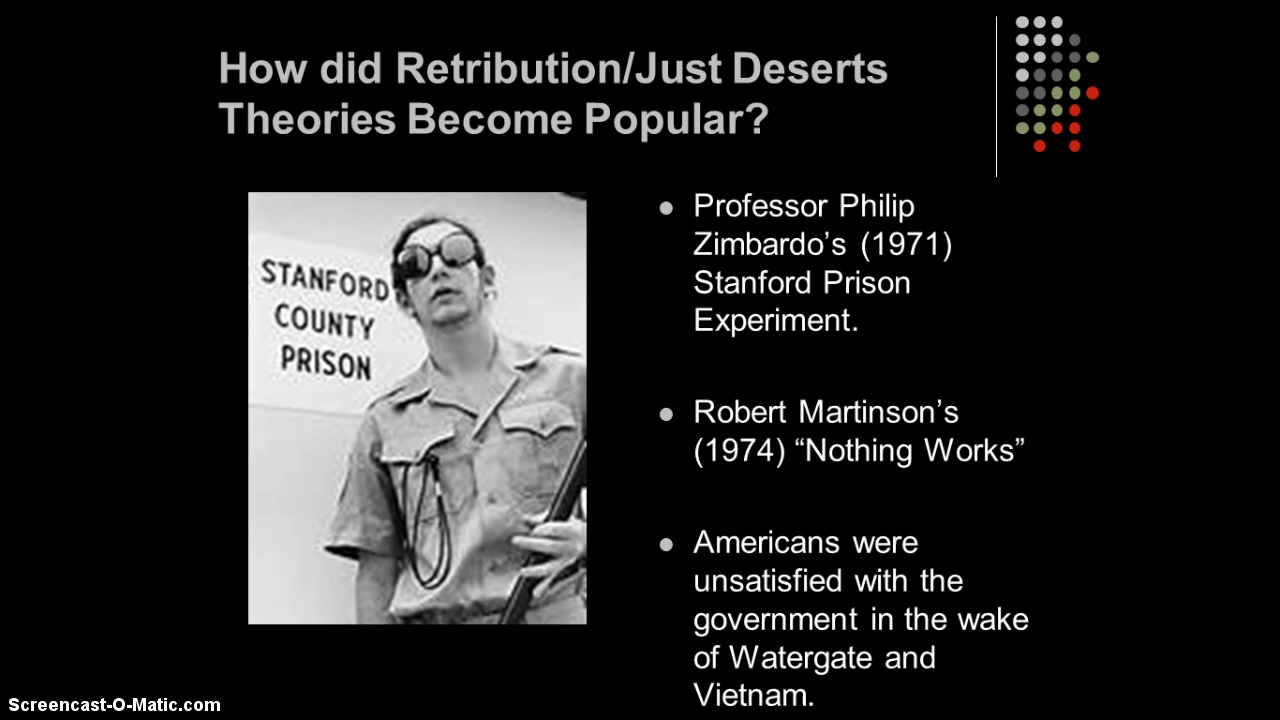 How did Retribution/Just Deserts
Theories Become Popular?
STANFORD
COUNTY
PRISON
Professor Philip
Zimbardo’s (1971)
Stanford Prison
Experiment.
Robert Martinson’s
(1974) “Nothing Works”
Americans were
unsatisfied with the
government in the wake
of Watergate and
Vietnam.
Screencast-O-Matic.com